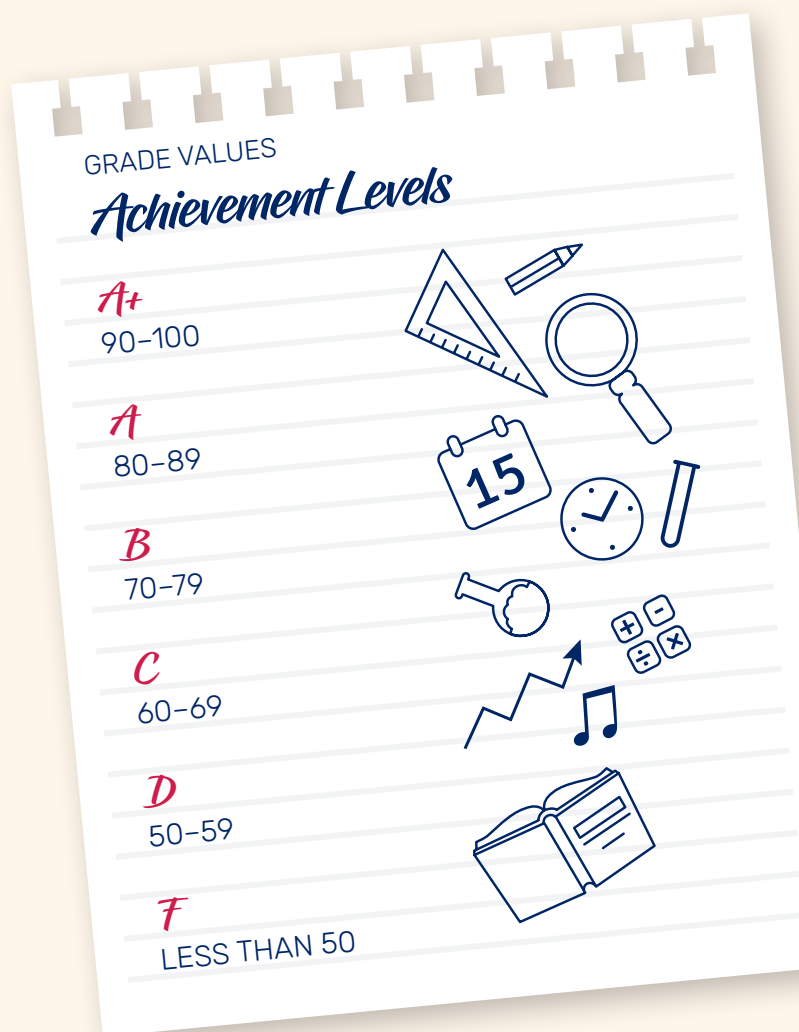 GRADE VALUES
Achievement Levels
A+
90–100
A
80–89
B
70–79
C
60–69
D
50–59
F
LESS THAN 50
15
+ -
÷ ×